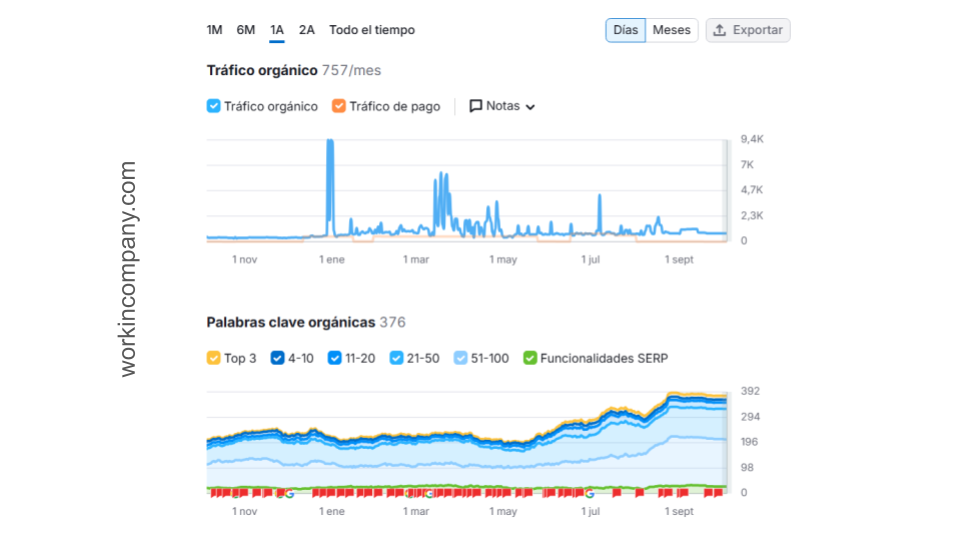 1M 6M 1A 2A Todo el tiempo Días Meses Exportar
Tráfico orgánico 757/mes
Tráfico orgánico Tráfico de pago Notas
9,4K
7K
4,7K
2,3K
0
1 nov 1 ene 1 mar 1 may 1 jul 1 sept
workincompany.com
Palabras clave orgánicas 376
Top 3 4-10 11-20 21-50 51-100 Funcionalidades SERP
392
294
196
98
0
1 nov 1 ene 1 mar 1 may 1 jul 1 sept